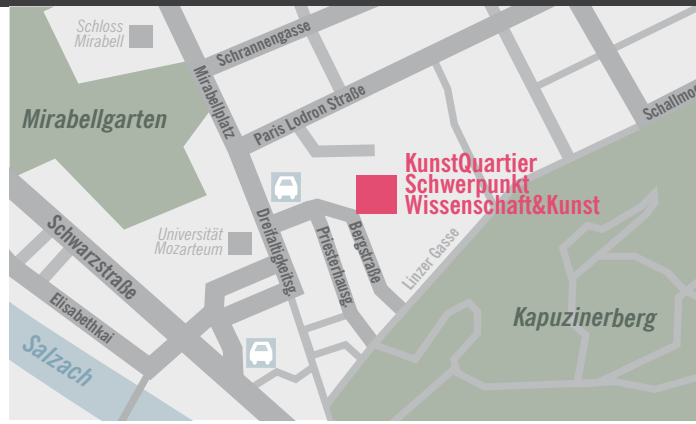 Schloss
Mirabell
Schrannengasse
Mirabellgarten
Mirabellplatz
Paris Lodron Straße
KunstQuartier
Schwerpunkt
Wissenschaft&Kunst
Universität
Mozarteum
Dreifaltigkeitsg.
Priesterhausg.
Bergstraße
Linzer Gasse
Schwarzstraße
Elisabethkai
Salzach
Kapuzinerberg